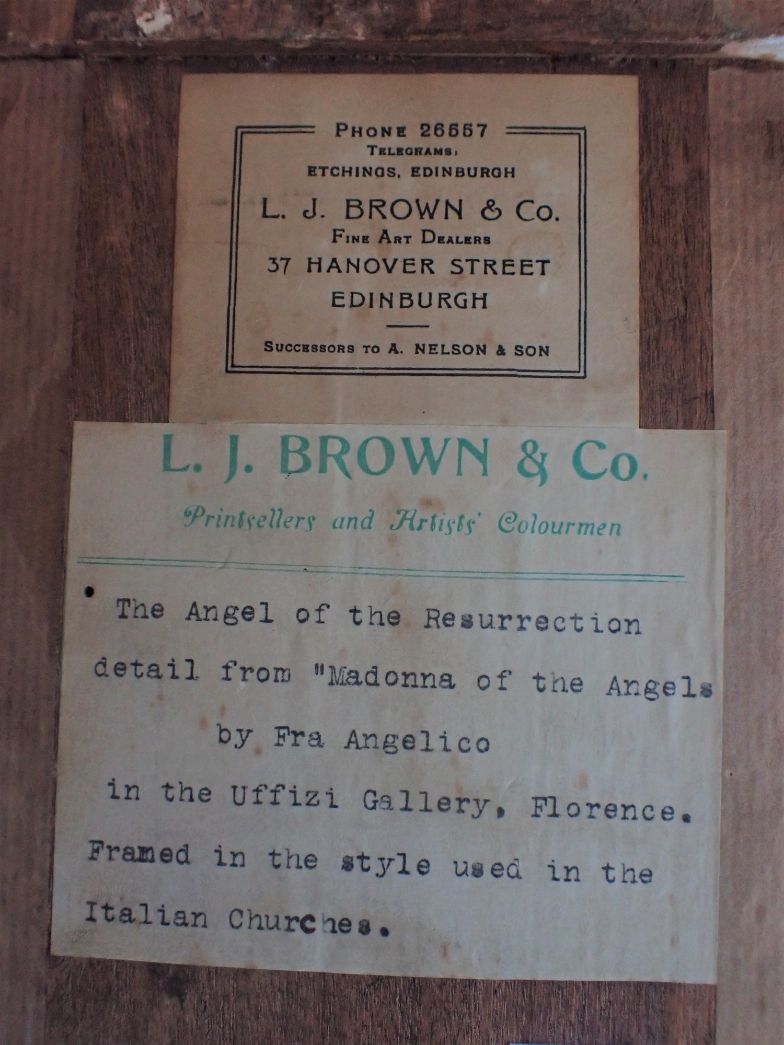 PHONE 26557
TELEGRAMS:
ETCHINGS, EDINBURGH
L. J. BROWN & Co.
FINE ART DEALERS
37 HANOVER STREET
EDINBURGH
SUCCESSORS TO A. NELSON & SON
L. J. BROWN & Co.
Printsellers and Artists' Colourmen
The Angel of the Resurrection
detail from "Madonna of the Angels
by Fra Angelico
in the Uffizi Gallery, Florence.
Framed in the style used in the
Italian Churches.